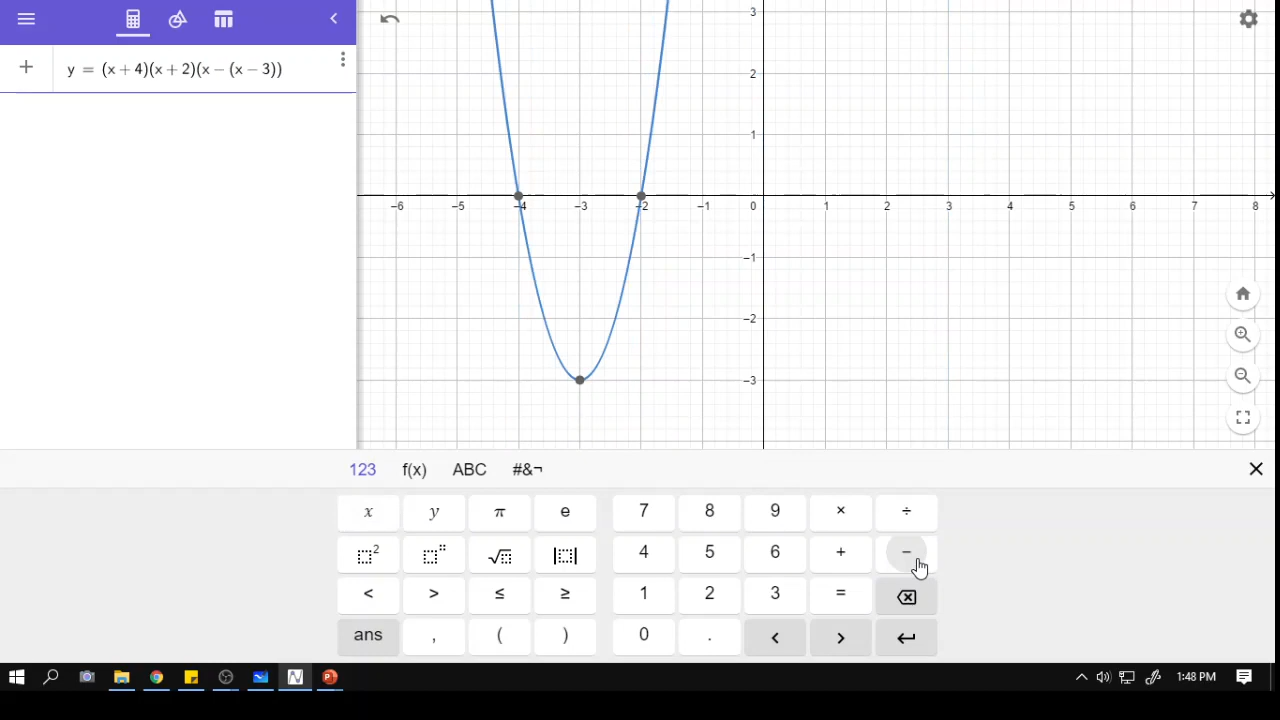 y = (x + 4)(x + 2)(x − (x − 3))
3
2
1
−6 −5 −4 −3 −2 −1 0 1 2 3 4 5 6 7 8
−1
−2
−3
123 f(x) ABC #&¬
x y π e 7 8 9 × ÷
2 4 5 6 + −
< > ≤ ≥ 1 2 3 =
ans , ( ) 0 . < >
1:48 PM